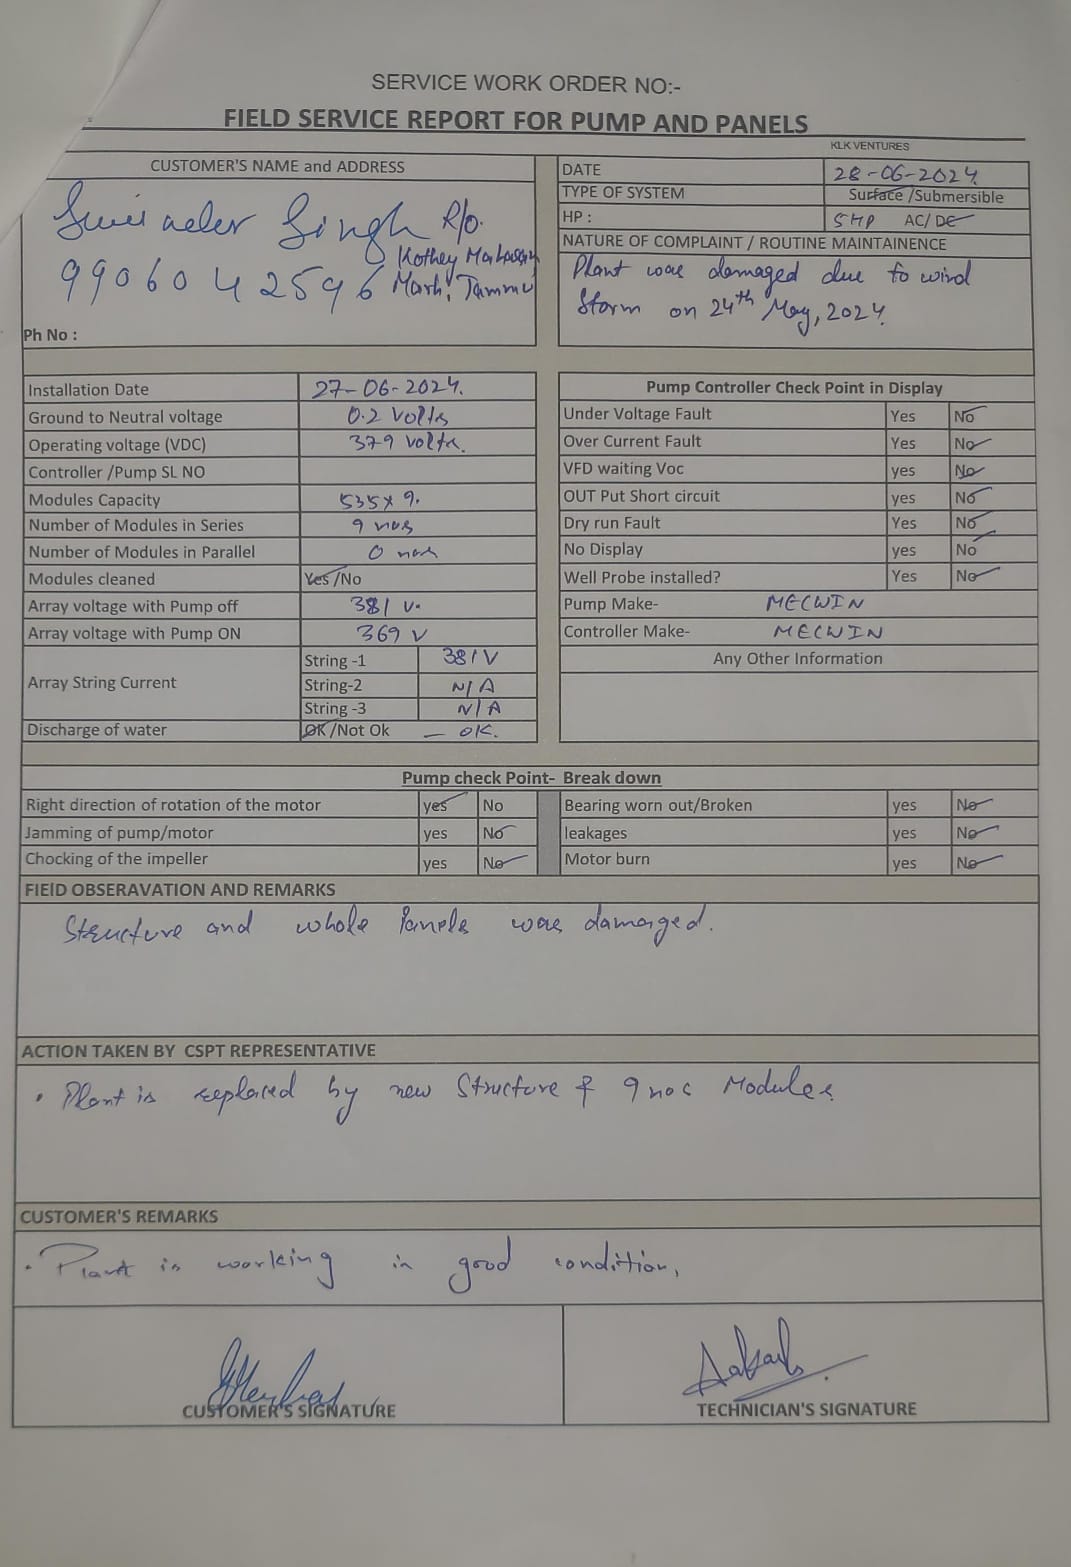 SERVICE WORK ORDER NO:-
FIELD SERVICE REPORT FOR PUMP AND PANELS
KLK VENTURES
CUSTOMER'S NAME and ADDRESS
Singh R/o.
Kothey
9906042596 Marh, Jammu
Ph No :
DATE 28-06-2024
TYPE OF SYSTEM Surface /Submersible
HP : 5HP AC/ DC
NATURE OF COMPLAINT / ROUTINE MAINTAINENCE
Plant was damaged due to wind
Storm on 24th May, 2024.
Installation Date 27-06-2024.
Ground to Neutral voltage 0.2 Volts
Operating voltage (VDC) 379 volts.
Controller /Pump SL NO
Modules Capacity 535x9.
Number of Modules in Series 9 nos
Number of Modules in Parallel 0 nos
Modules cleaned Yes /No
Array voltage with Pump off 381 V.
Array voltage with Pump ON 369 V
Array String Current
String -1 381V
String-2 N/A
String -3 N/A
Discharge of water OK /Not Ok — OK.
Pump Controller Check Point in Display
Under Voltage Fault Yes No
Over Current Fault Yes No
VFD waiting Voc yes No
OUT Put Short circuit yes No
Dry run Fault Yes No
No Display yes No
Well Probe installed? Yes No
Pump Make- MECWIN
Controller Make- MECWIN
Any Other Information
Pump check Point- Break down
Right direction of rotation of the motor yes No Bearing worn out/Broken yes No
Jamming of pump/motor yes No leakages yes No
Chocking of the impeller yes No Motor burn yes No
FIElD OBSERAVATION AND REMARKS
Structure and whole Panels was damaged.
ACTION TAKEN BY CSPT REPRESENTATIVE
• Plant is replaced by new Structure & 9 nos Modules.
CUSTOMER'S REMARKS
• Plant is working in good condition.
CUSTOMER'S SIGNATURE TECHNICIAN'S SIGNATURE